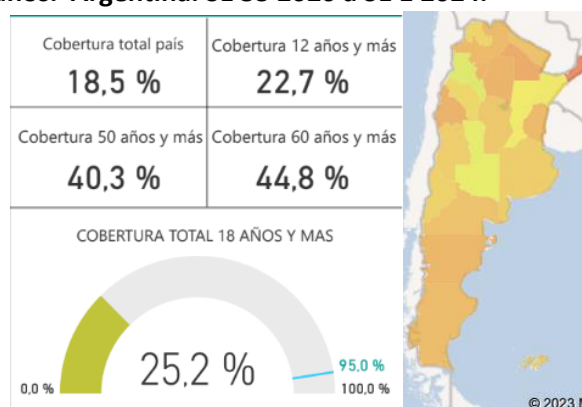 Cobertura total país
18,5 %
Cobertura 12 años y más
22,7 %
Cobertura 50 años y más
40,3 %
Cobertura 60 años y más
44,8 %
COBERTURA TOTAL 18 AÑOS Y MAS
25,2 %
0,0 %
95,0 %
100,0 %
© 2023